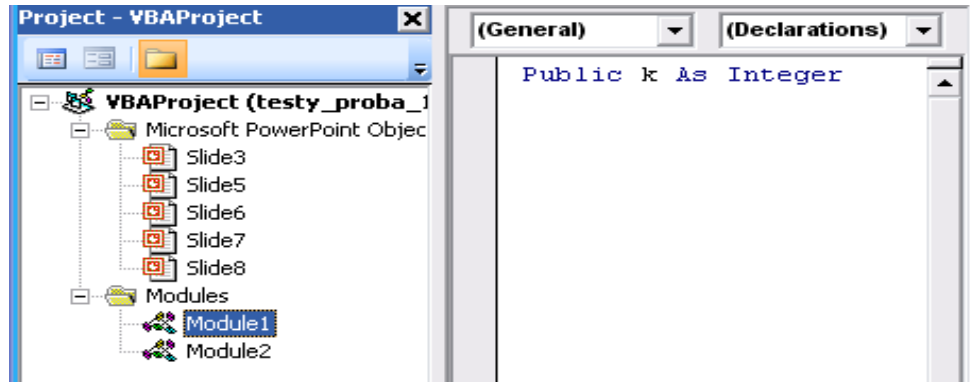 Project - VBAProject
VBAProject (testy_proba_1
Microsoft PowerPoint Objec
Slide3
Slide5
Slide6
Slide7
Slide8
Modules
Module1
Module2
(General)
(Declarations)
Public k As Integer